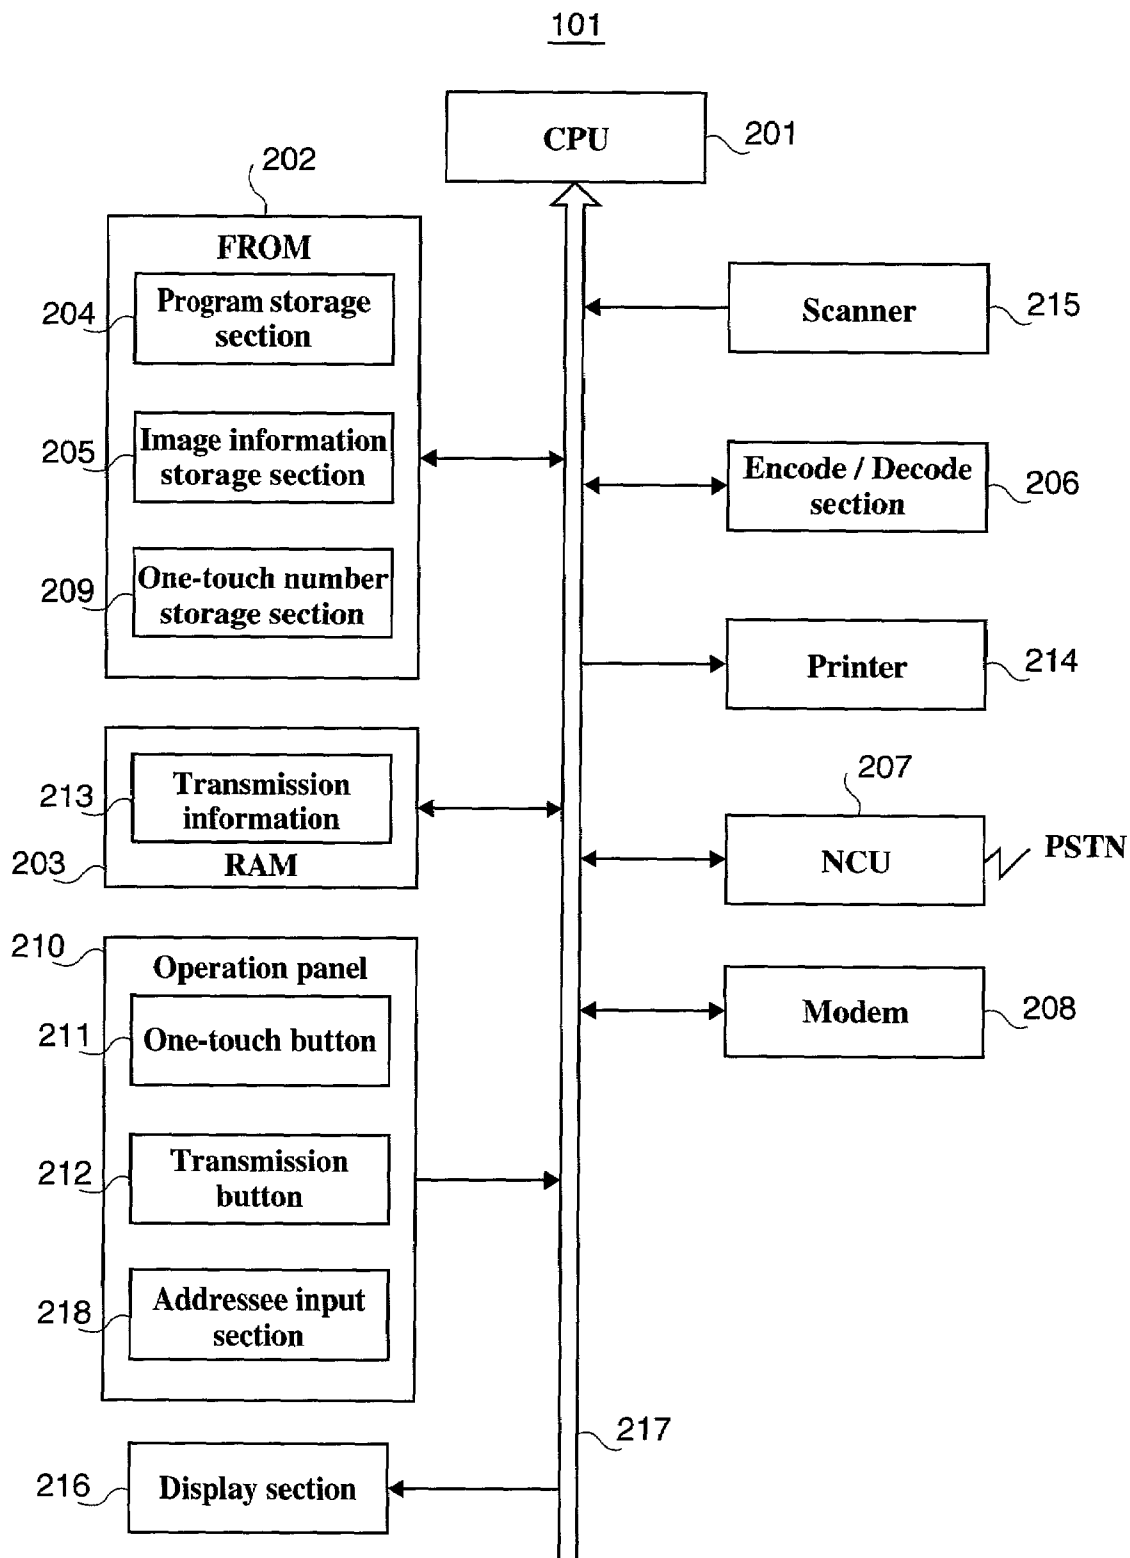 101
CPU
201
202
FROM
204
Program storage
section
205
Image information
storage section
209
One-touch number
storage section
Scanner
215
Encode / Decode
section
206
Printer
214
213
Transmission
information
203
RAM
207
NCU
PSTN
Modem
208
210
Operation panel
211
One-touch button
212
Transmission
button
218
Addressee input
section
217
216
Display section